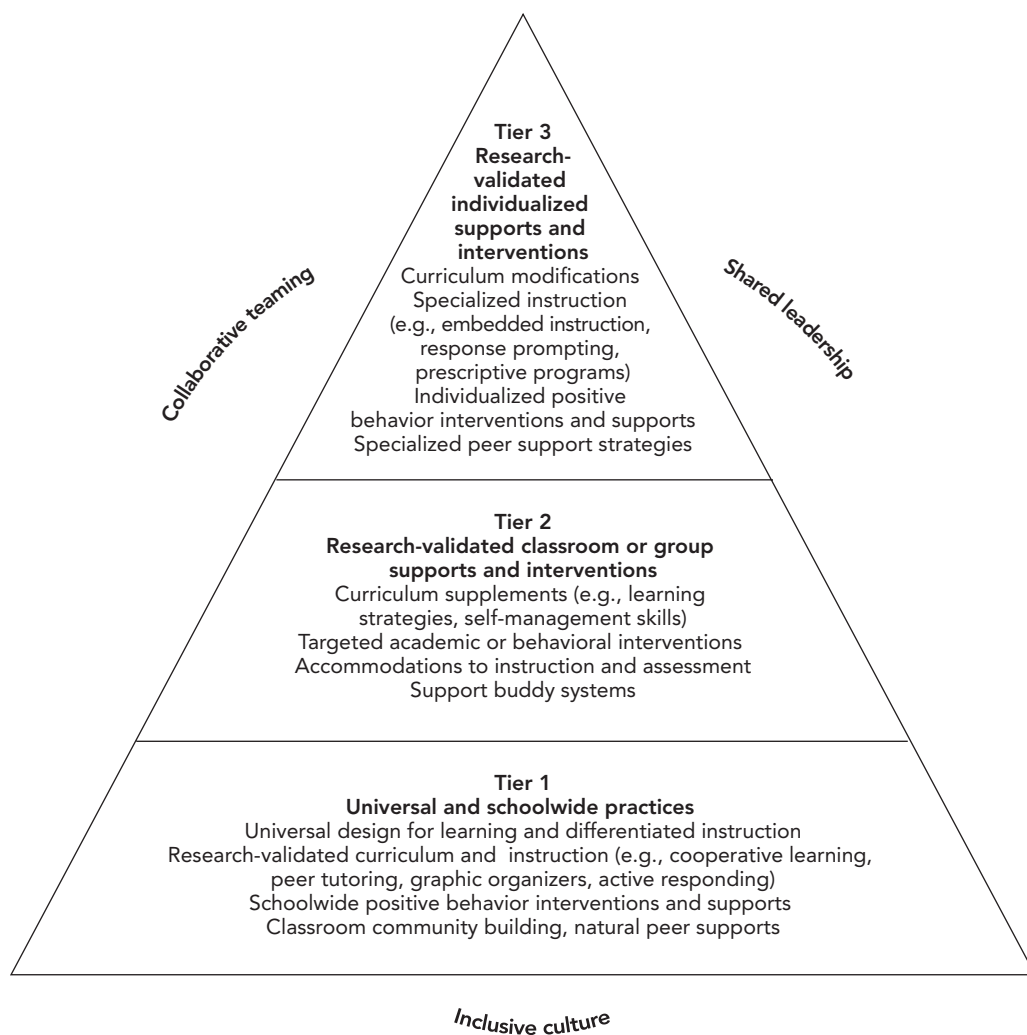 Tier 3
Research-
validated
individualized
supports and
interventions
Curriculum modifications
Specialized instruction
(e.g., embedded instruction,
response prompting,
prescriptive programs)
Individualized positive
behavior interventions and supports
Specialized peer support strategies
Collaborative teaming
Shared leadership
Tier 2
Research-validated classroom or group
supports and interventions
Curriculum supplements (e.g., learning
strategies, self-management skills)
Targeted academic or behavioral interventions
Accommodations to instruction and assessment
Support buddy systems
Tier 1
Universal and schoolwide practices
Universal design for learning and differentiated instruction
Research-validated curriculum and instruction (e.g., cooperative learning,
peer tutoring, graphic organizers, active responding)
Schoolwide positive behavior interventions and supports
Classroom community building, natural peer supports
Inclusive culture